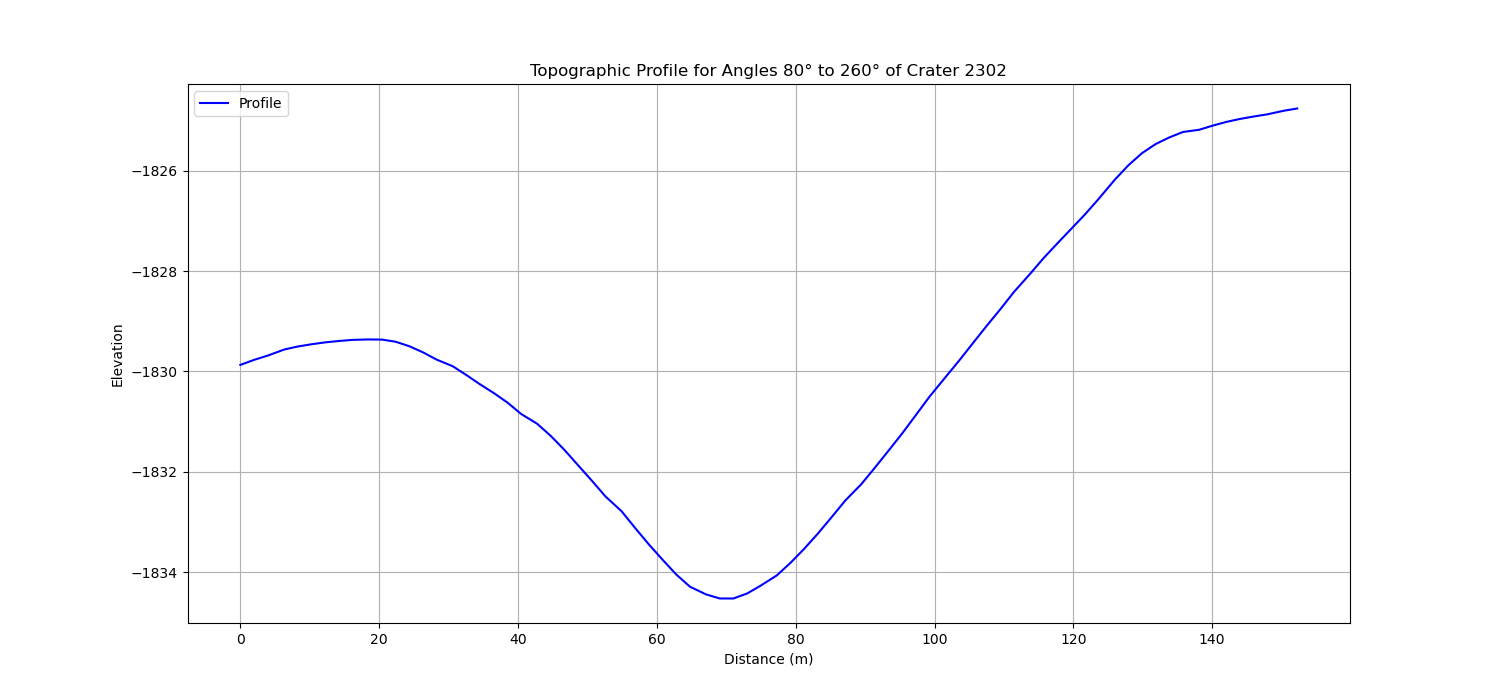 Topographic Profile for Angles 80° to 260° of Crater 2302
Profile
−1826
−1828
−1830
−1832
−1834
Elevation
0 20 40 60 80 100 120 140
Distance (m)